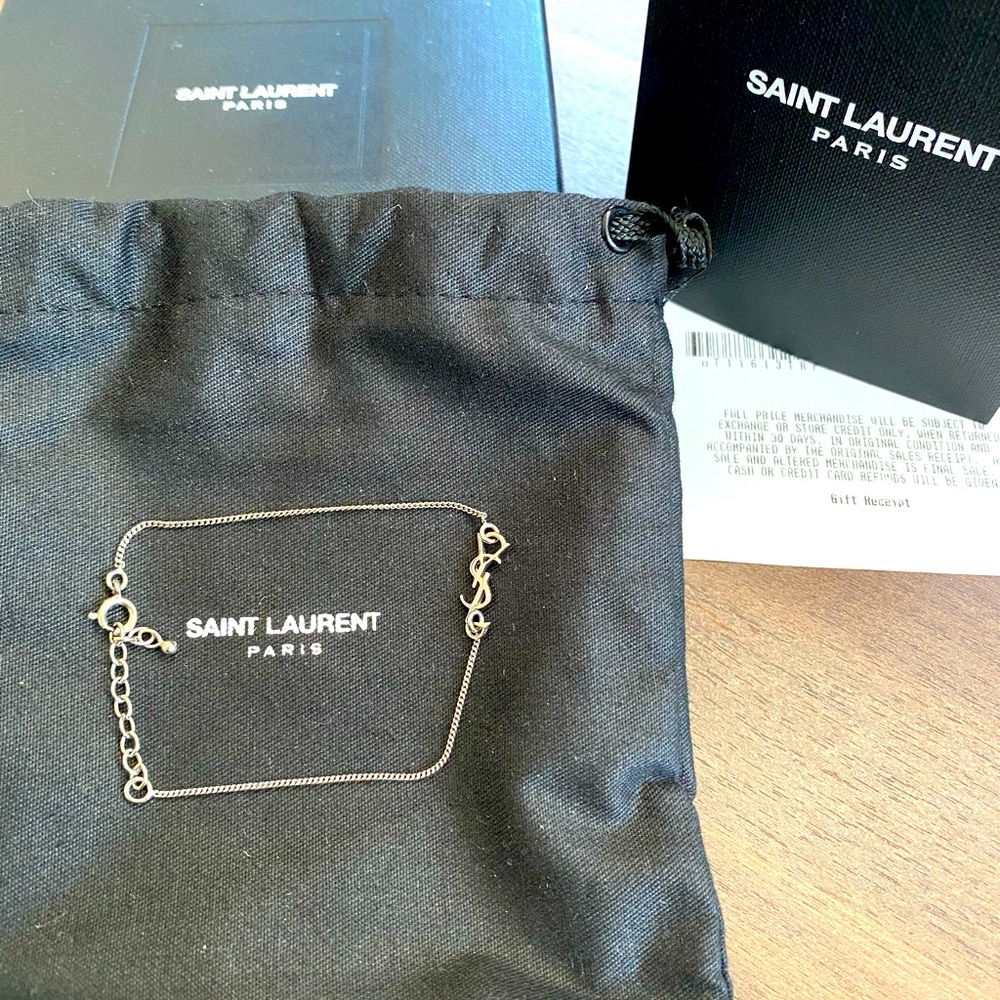 SAINT LAURENT
PARIS
SAINT LAURENT
PARIS
FULL PRICE MERCHANDISE WILL BE SUBJECT TO
EXCHANGE OR STORE CREDIT ONLY, WHEN RETURNED
WITHIN 30 DAYS, IN ORIGINAL CONDITION AND
ACCOMPANIED BY THE ORIGINAL SALES RECEIPT.
SALE AND ALTERED MERCHANDISE IS FINAL SALE.
CASH OR CREDIT CARD REFUNDS WILL BE GIVEN
Gift Receipt
YSL
SAINT LAURENT
PARIS